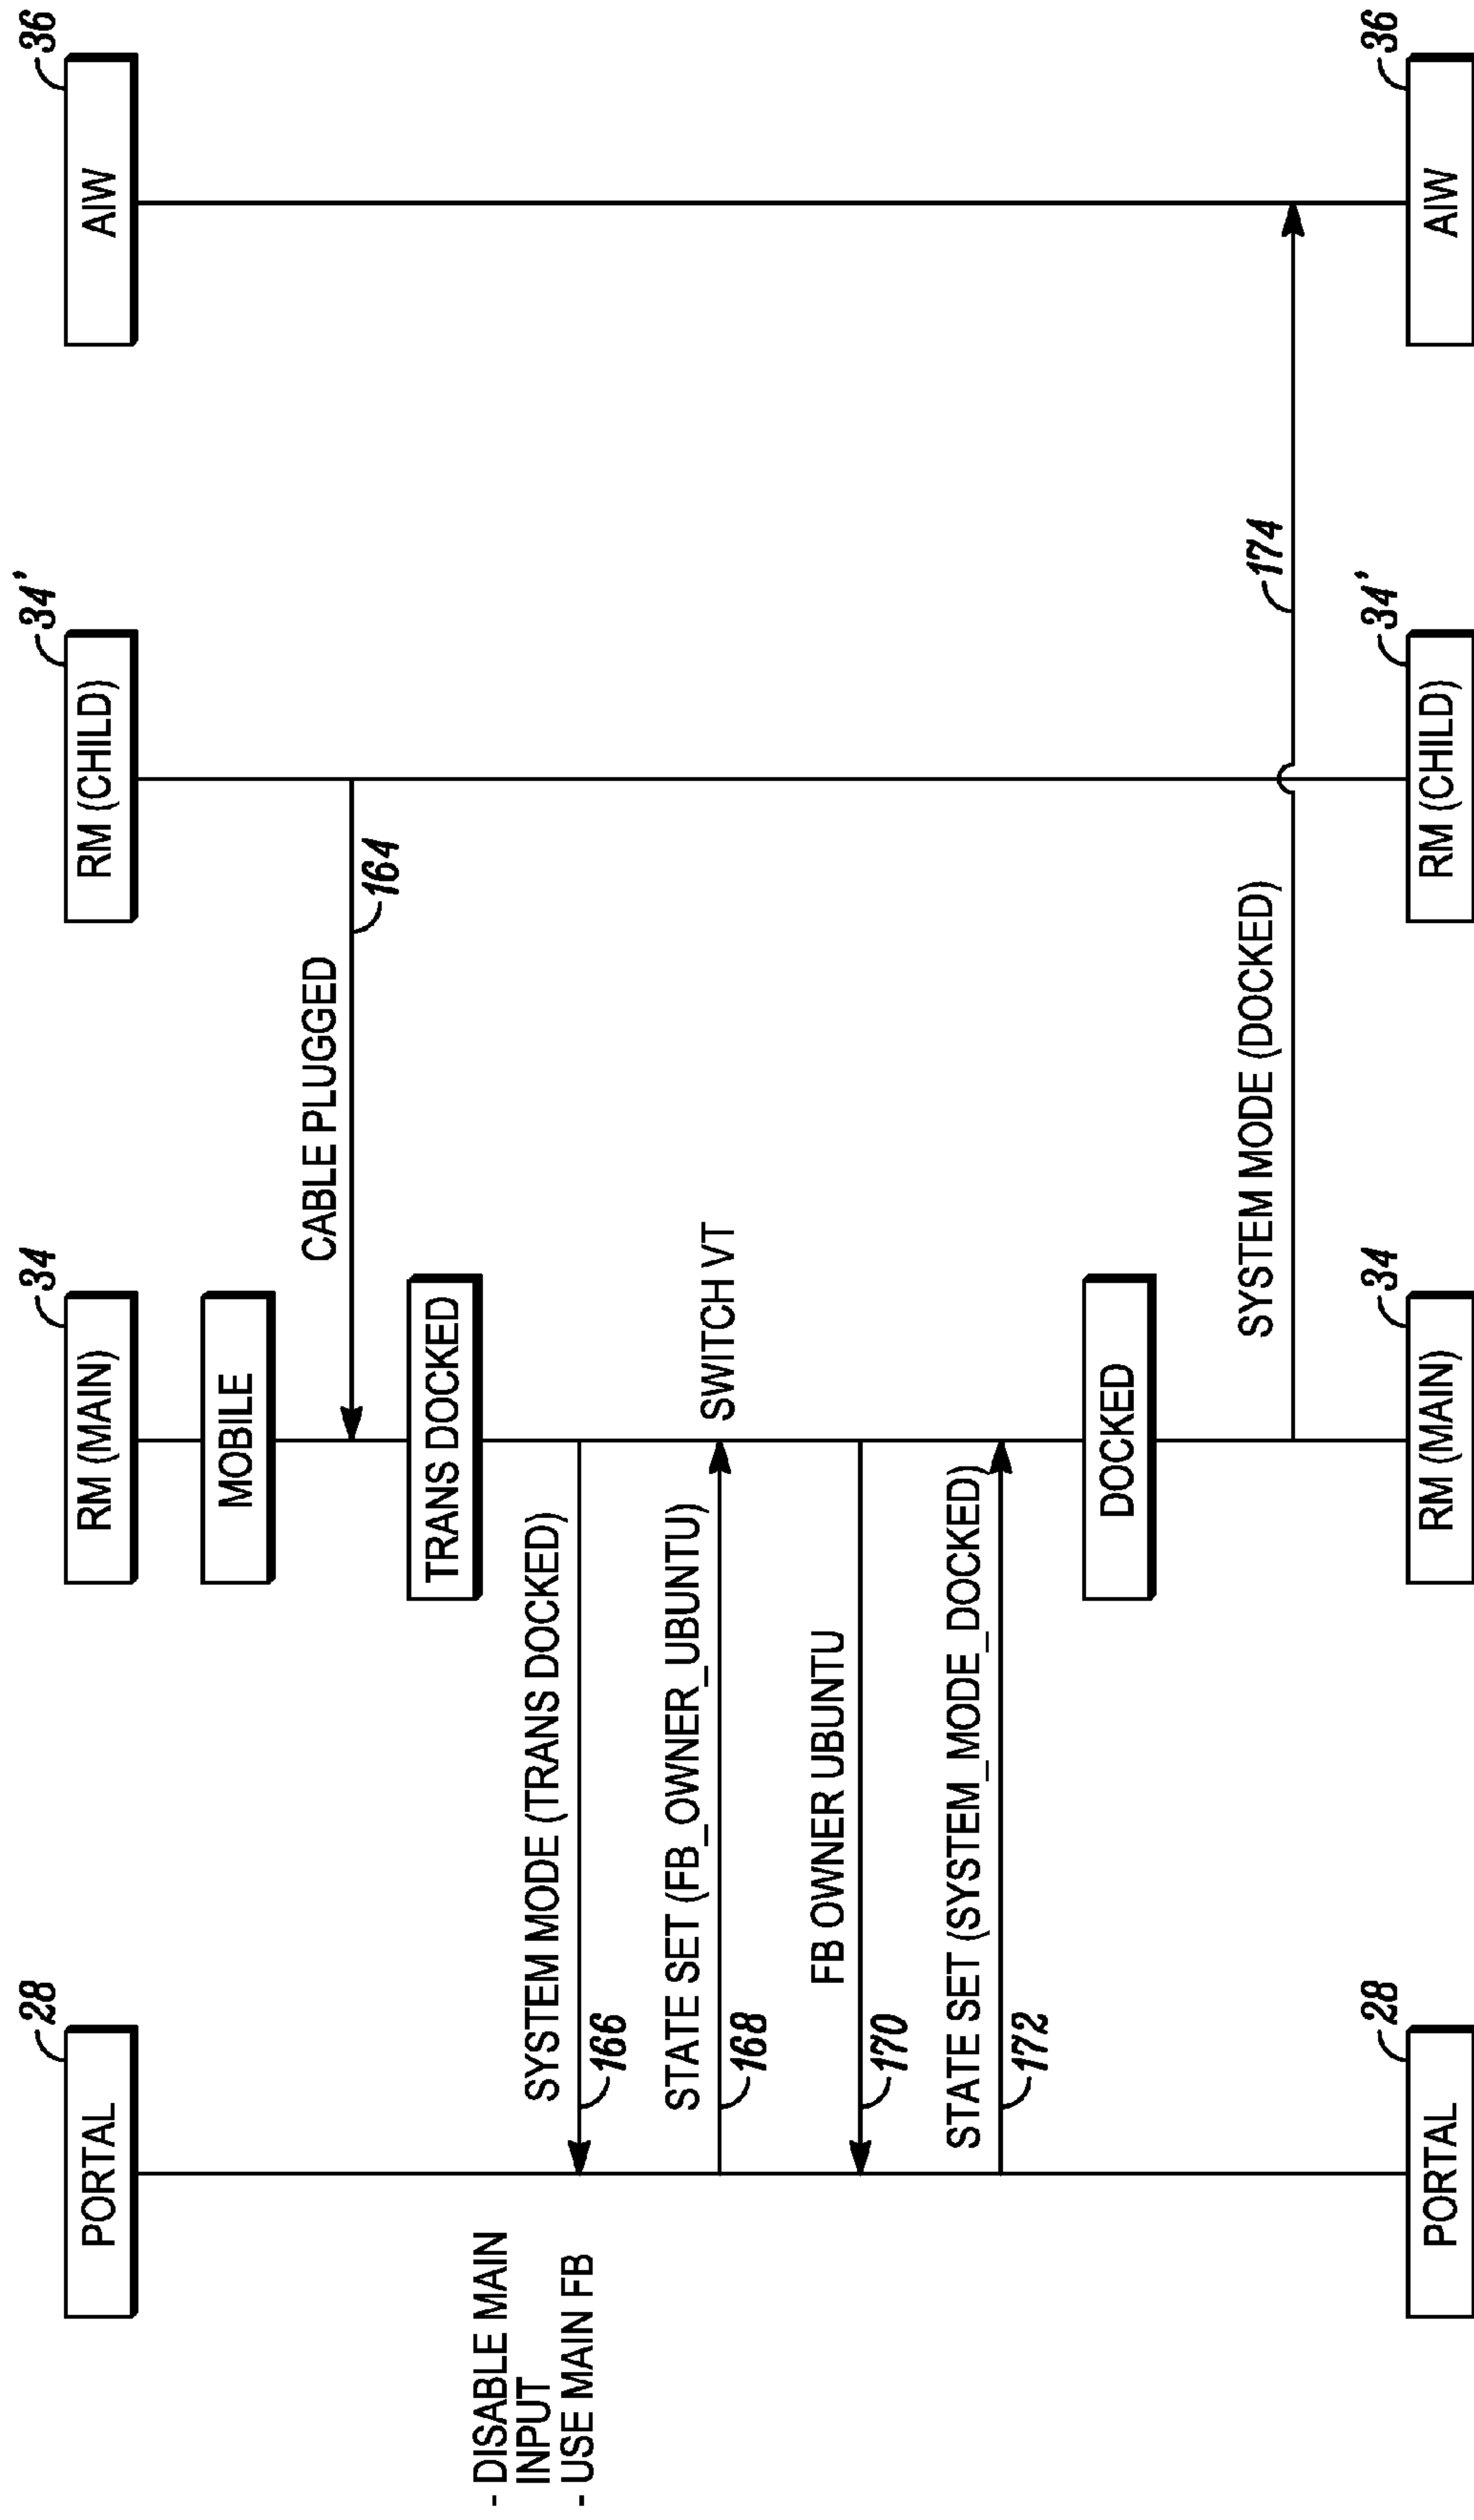 28
34
34'
36
PORTAL
RM (MAIN)
RM (CHILD)
AIW
MOBILE
CABLE PLUGGED
164
TRANS DOCKED
- DISABLE MAIN
INPUT
- USE MAIN FB
SYSTEM MODE (TRANS DOCKED)
166
STATE SET (FB_OWNER_UBUNTU)
168
SWITCH VT
FB OWNER UBUNTU
170
STATE SET (SYSTEM_MODE_DOCKED)
172
DOCKED
SYSTEM MODE (DOCKED)
174
28
34
34'
36
PORTAL
RM (MAIN)
RM (CHILD)
AIW